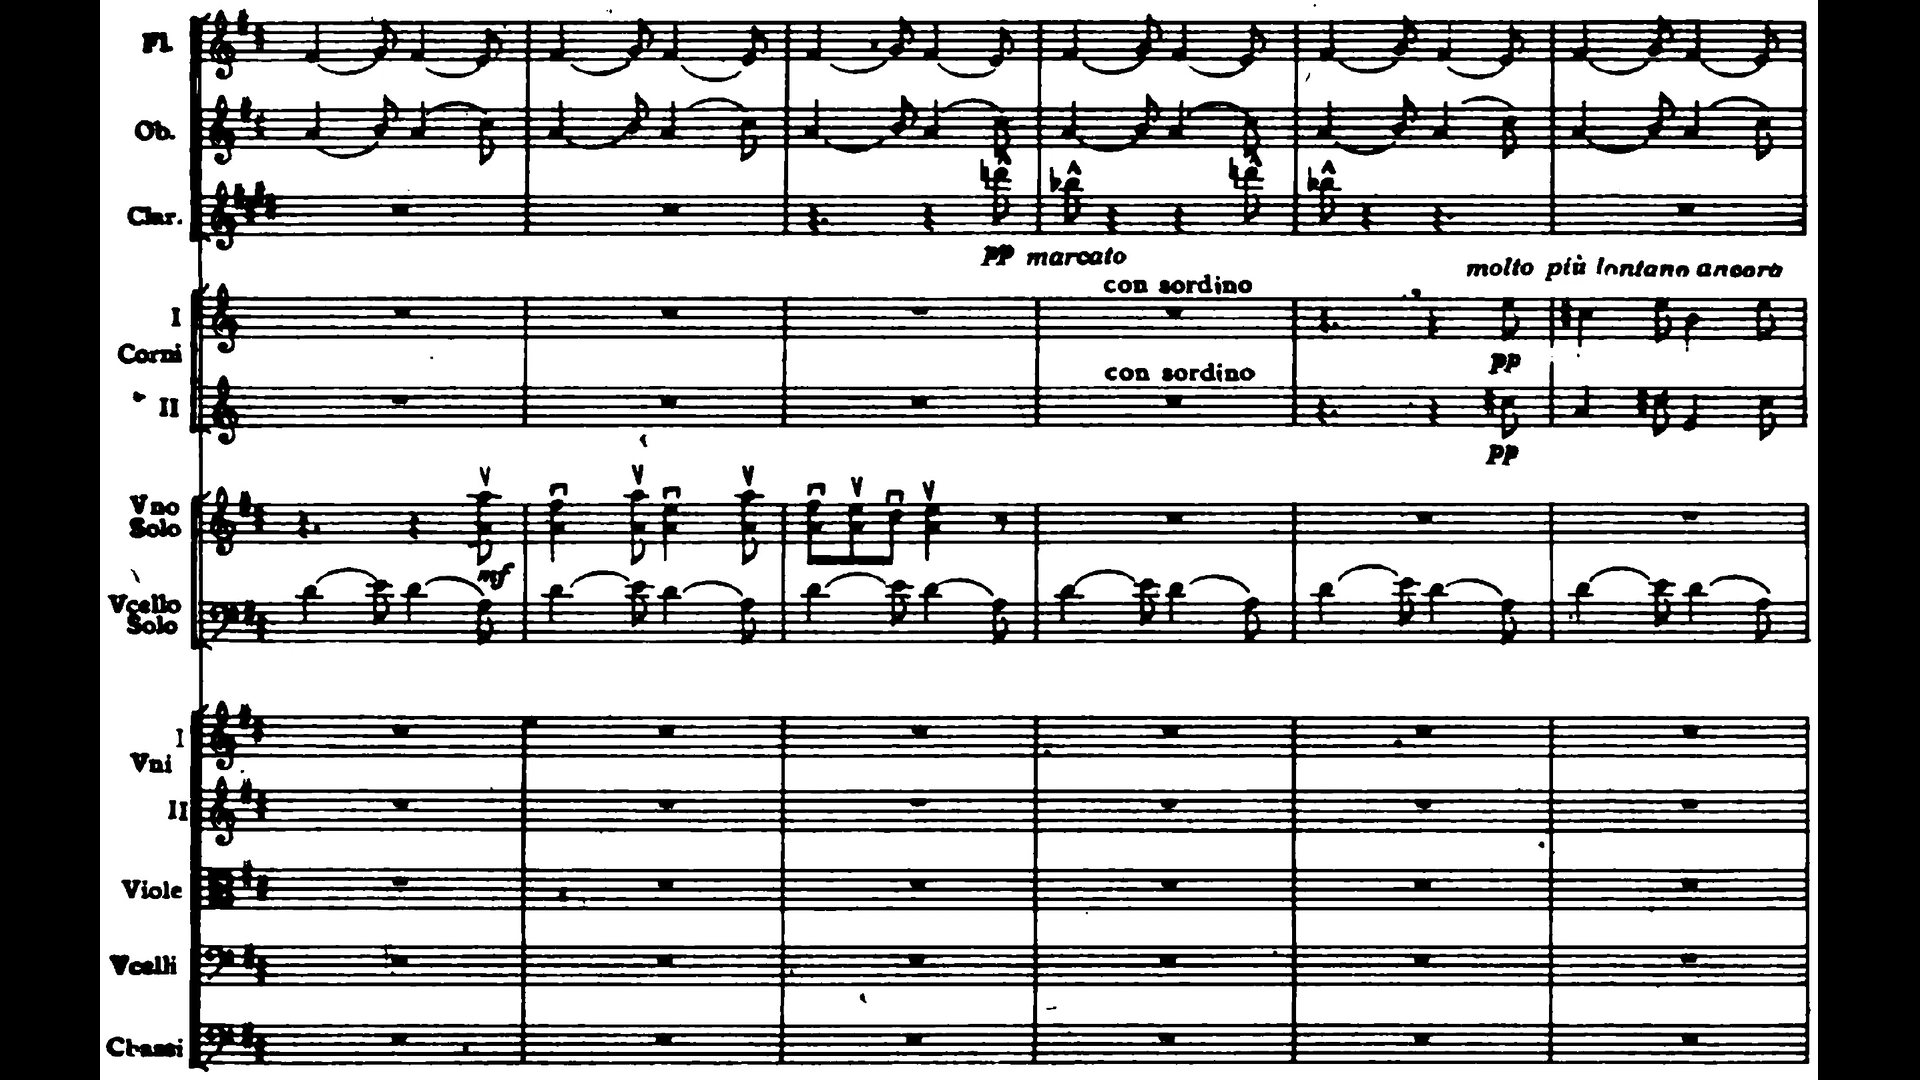 Fl.
Ob.
Clar.
pp marcato
molto più lontano ancora
con sordino
I
Corni
pp
con sordino
II
pp
Vno
Solo
mf
Vcello
Solo
I
Vni
II
Viole
Vcelli
Cbassi